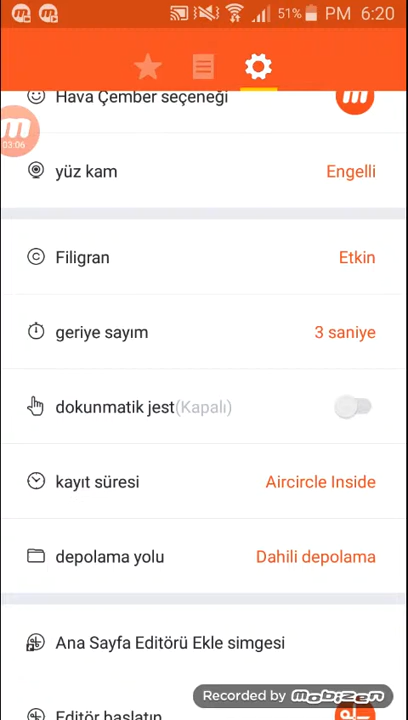 51% PM 6:20
Hava Çember seçeneği
03:06
yüz kam Engelli
Filigran Etkin
geriye sayım 3 saniye
dokunmatik jest(Kapalı)
kayıt süresi Aircircle Inside
depolama yolu Dahili depolama
Ana Sayfa Editörü Ekle simgesi
Recorded by mobizen
Editör başlatın